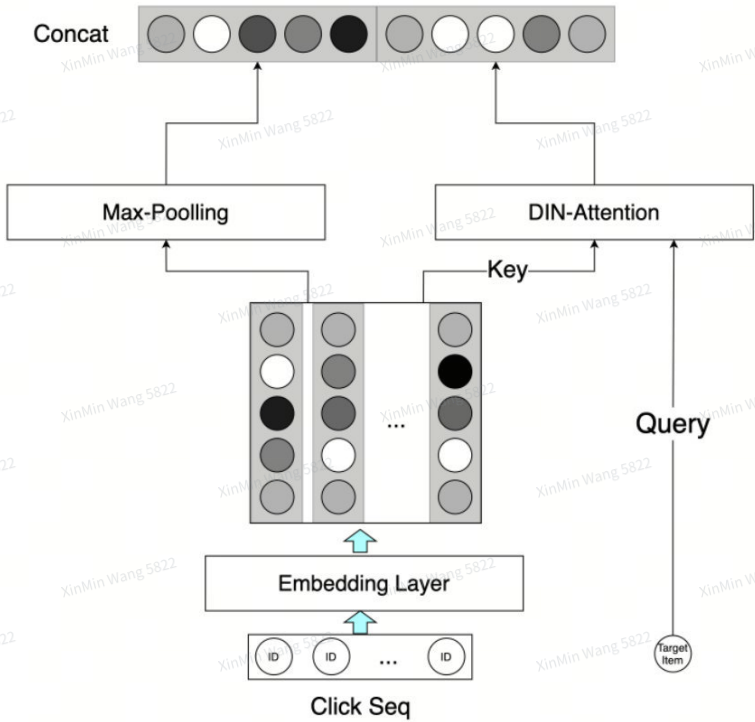 Concat
Max-Poolling
DIN-Attention
Key
...
Query
Embedding Layer
ID ID ... ID
Target
Item
Click Seq
XinMin Wang 5822